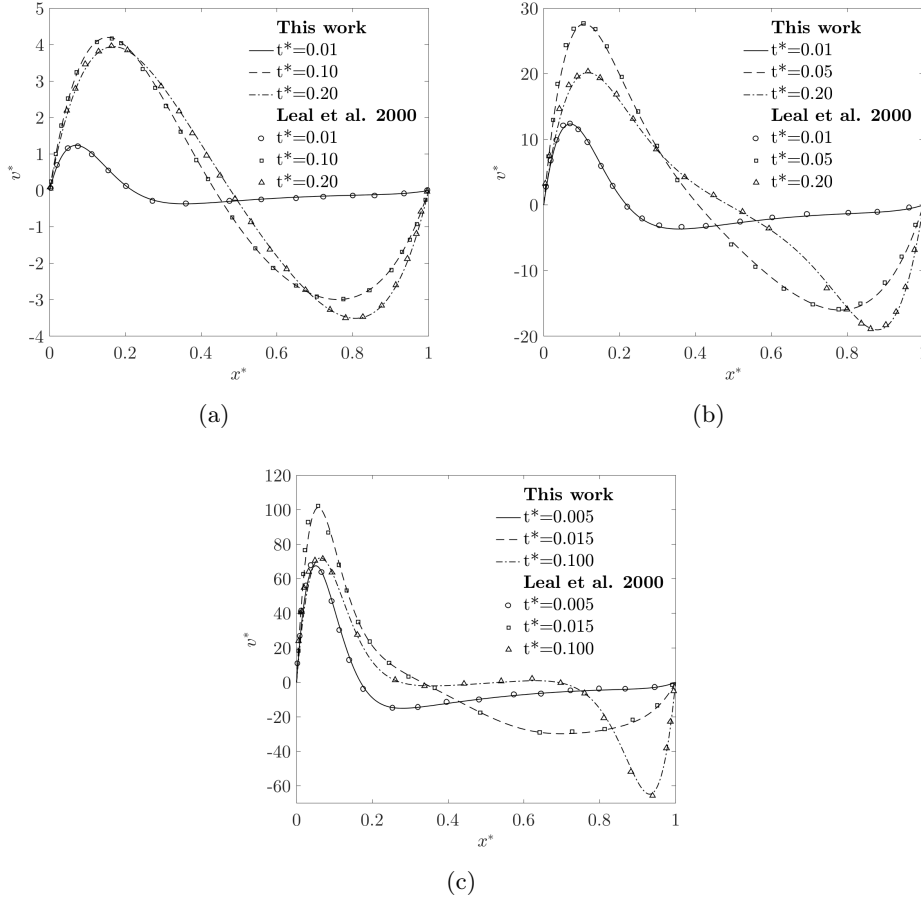 5
4
3
2
1
0
-1
-2
-3
-4
v*
0
0.2
0.4
0.6
0.8
1
x*
This work
t*=0.01
t*=0.10
t*=0.20
Leal et al. 2000
t*=0.01
t*=0.10
t*=0.20
(a)
30
20
10
0
-10
-20
v*
0
0.2
0.4
0.6
0.8
x*
This work
t*=0.01
t*=0.05
t*=0.20
Leal et al. 2000
t*=0.01
t*=0.05
t*=0.20
(b)
120
100
80
60
40
20
0
-20
-40
-60
v*
0
0.2
0.4
0.6
0.8
1
x*
This work
t*=0.005
t*=0.015
t*=0.100
Leal et al. 2000
t*=0.005
t*=0.015
t*=0.100
(c)